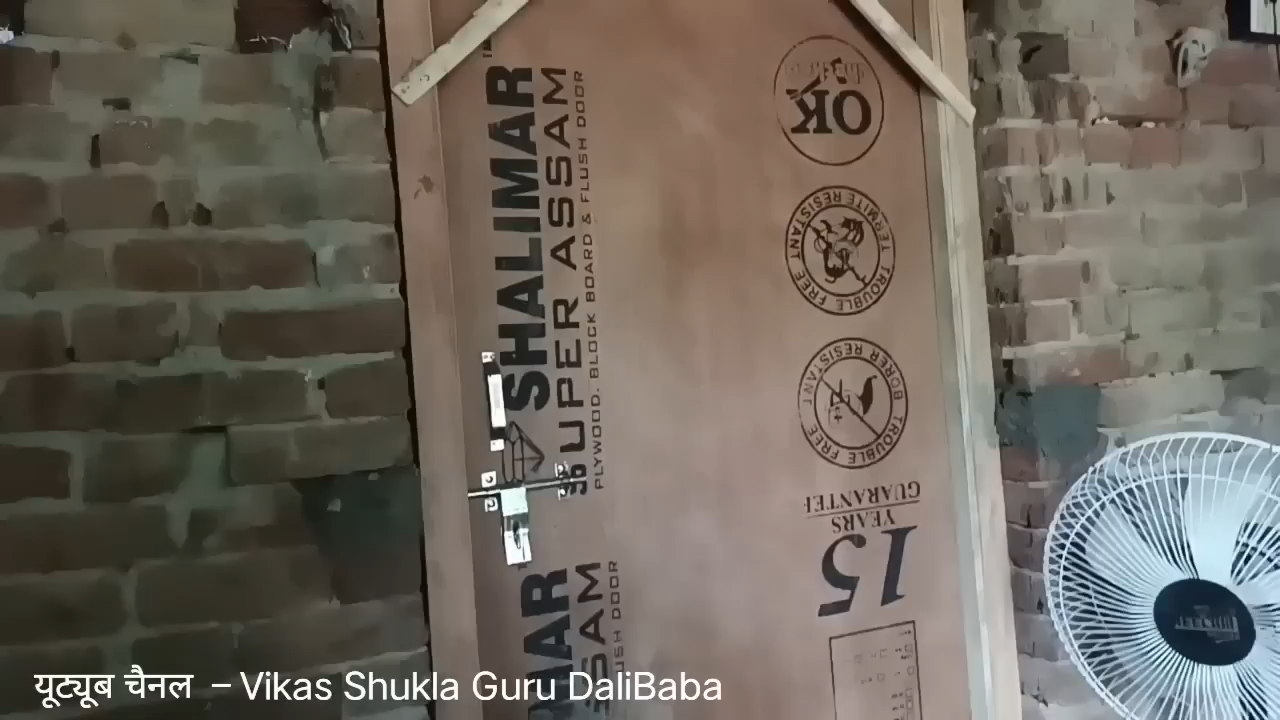 SHALIMAR
SUPER ASSAM
PLYWOOD, BLOCK BOARD & FLUSH DOOR
OK
TERMITE RESISTANT
TROUBLE FREE
BORER RESISTANT
TROUBLE FREE
15
YEARS
GUARANTEE
MAR
SSAM
USH DOOR
यूट्यूब चैनल – Vikas Shukla Guru DaliBaba